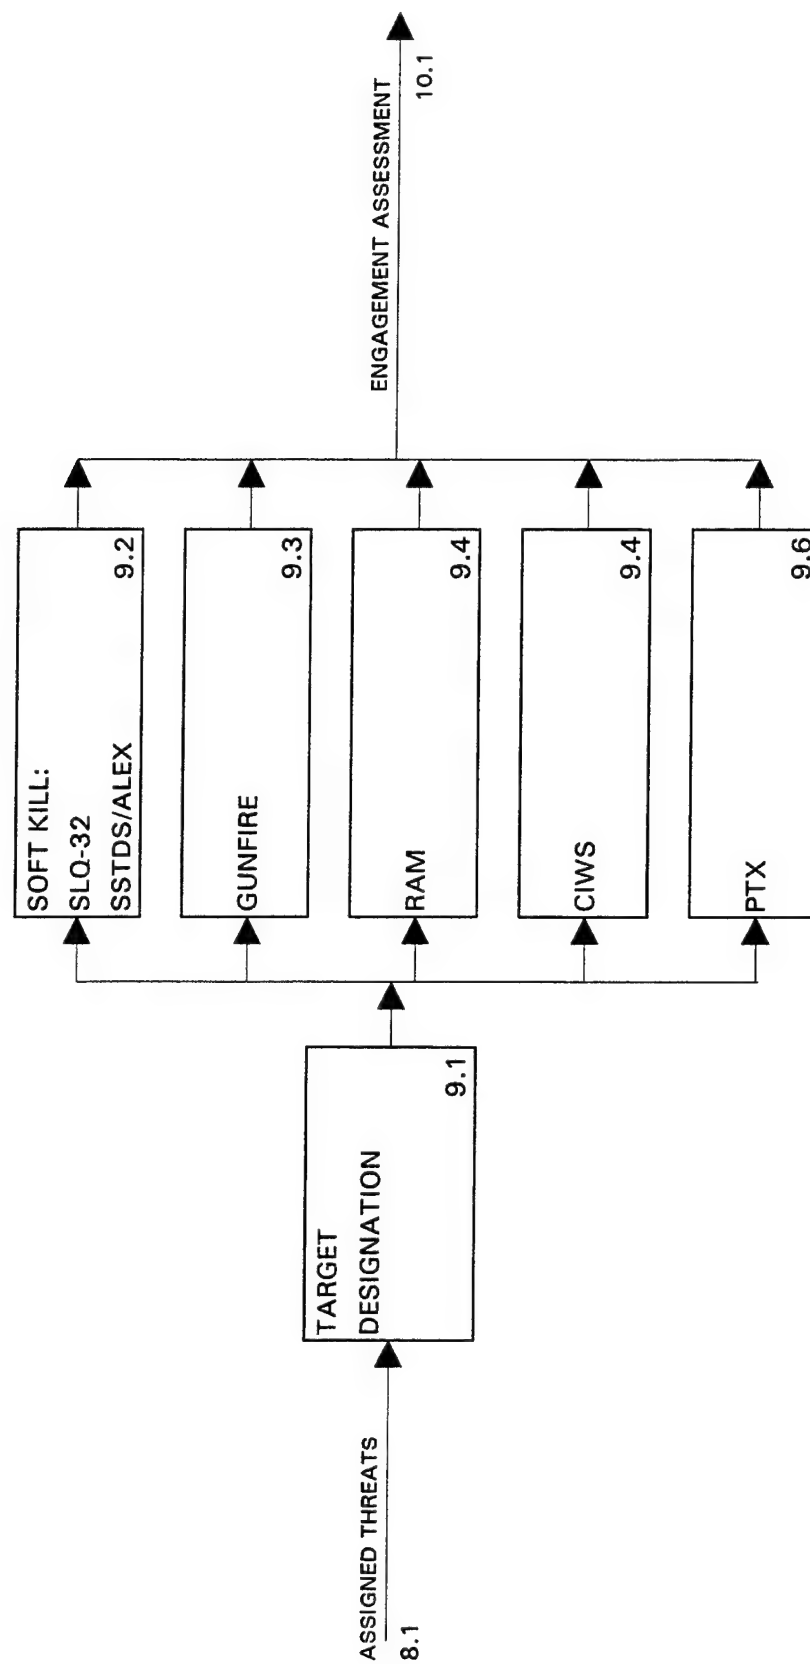 ASSIGNED THREATS
8.1
TARGET
DESIGNATION
9.1
SOFT KILL:
SLQ-32
SSTDS/ALEX
9.2
GUNFIRE
9.3
RAM
9.4
CIWS
9.4
PTX
9.6
ENGAGEMENT ASSESSMENT
10.1